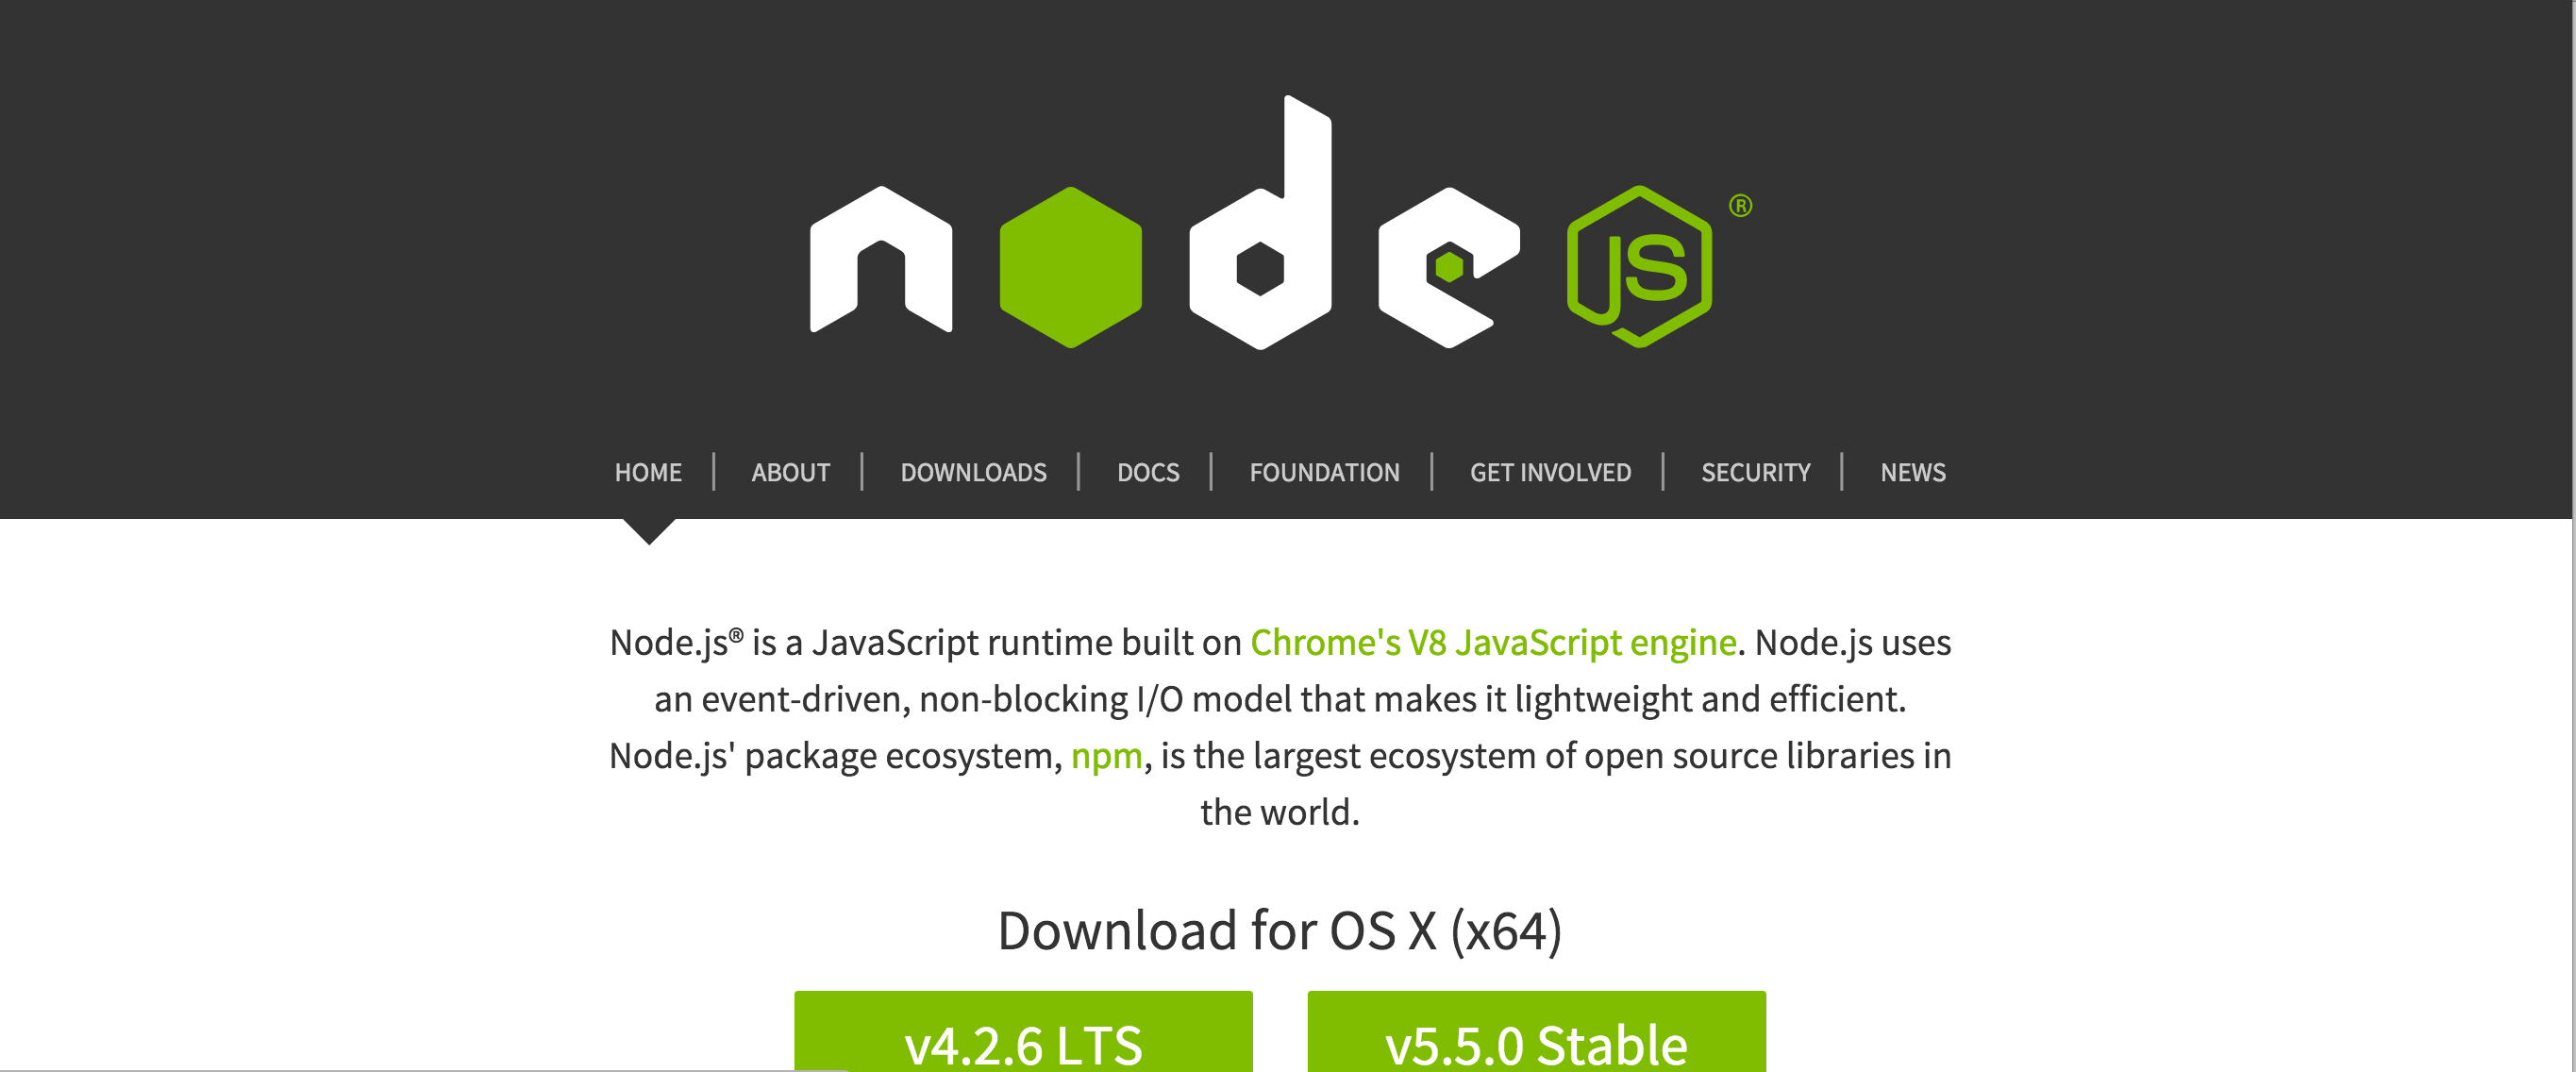 node JS ®
HOME | ABOUT | DOWNLOADS | DOCS | FOUNDATION | GET INVOLVED | SECURITY | NEWS
Node.js® is a JavaScript runtime built on Chrome's V8 JavaScript engine. Node.js uses
an event-driven, non-blocking I/O model that makes it lightweight and efficient.
Node.js' package ecosystem, npm, is the largest ecosystem of open source libraries in
the world.
Download for OS X (x64)
v4.2.6 LTS v5.5.0 Stable